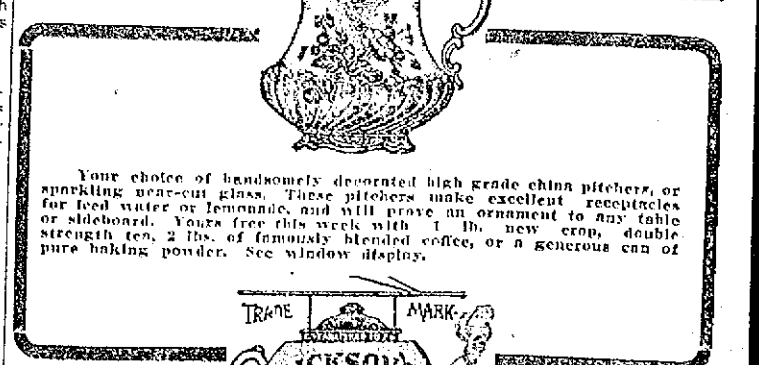 Your choice of handsomely decorated high grade china pitchers, or
sparkling near-cut glass. These pitchers make excellent receptacles
for iced water or lemonade, and will prove an ornament to any table
or sideboard. Yours free this week with 1 lb. new crop, double
strength tea, 2 lbs. of famously blended coffee, or a generous can of
pure baking powder. See window display.
TRADE MARK